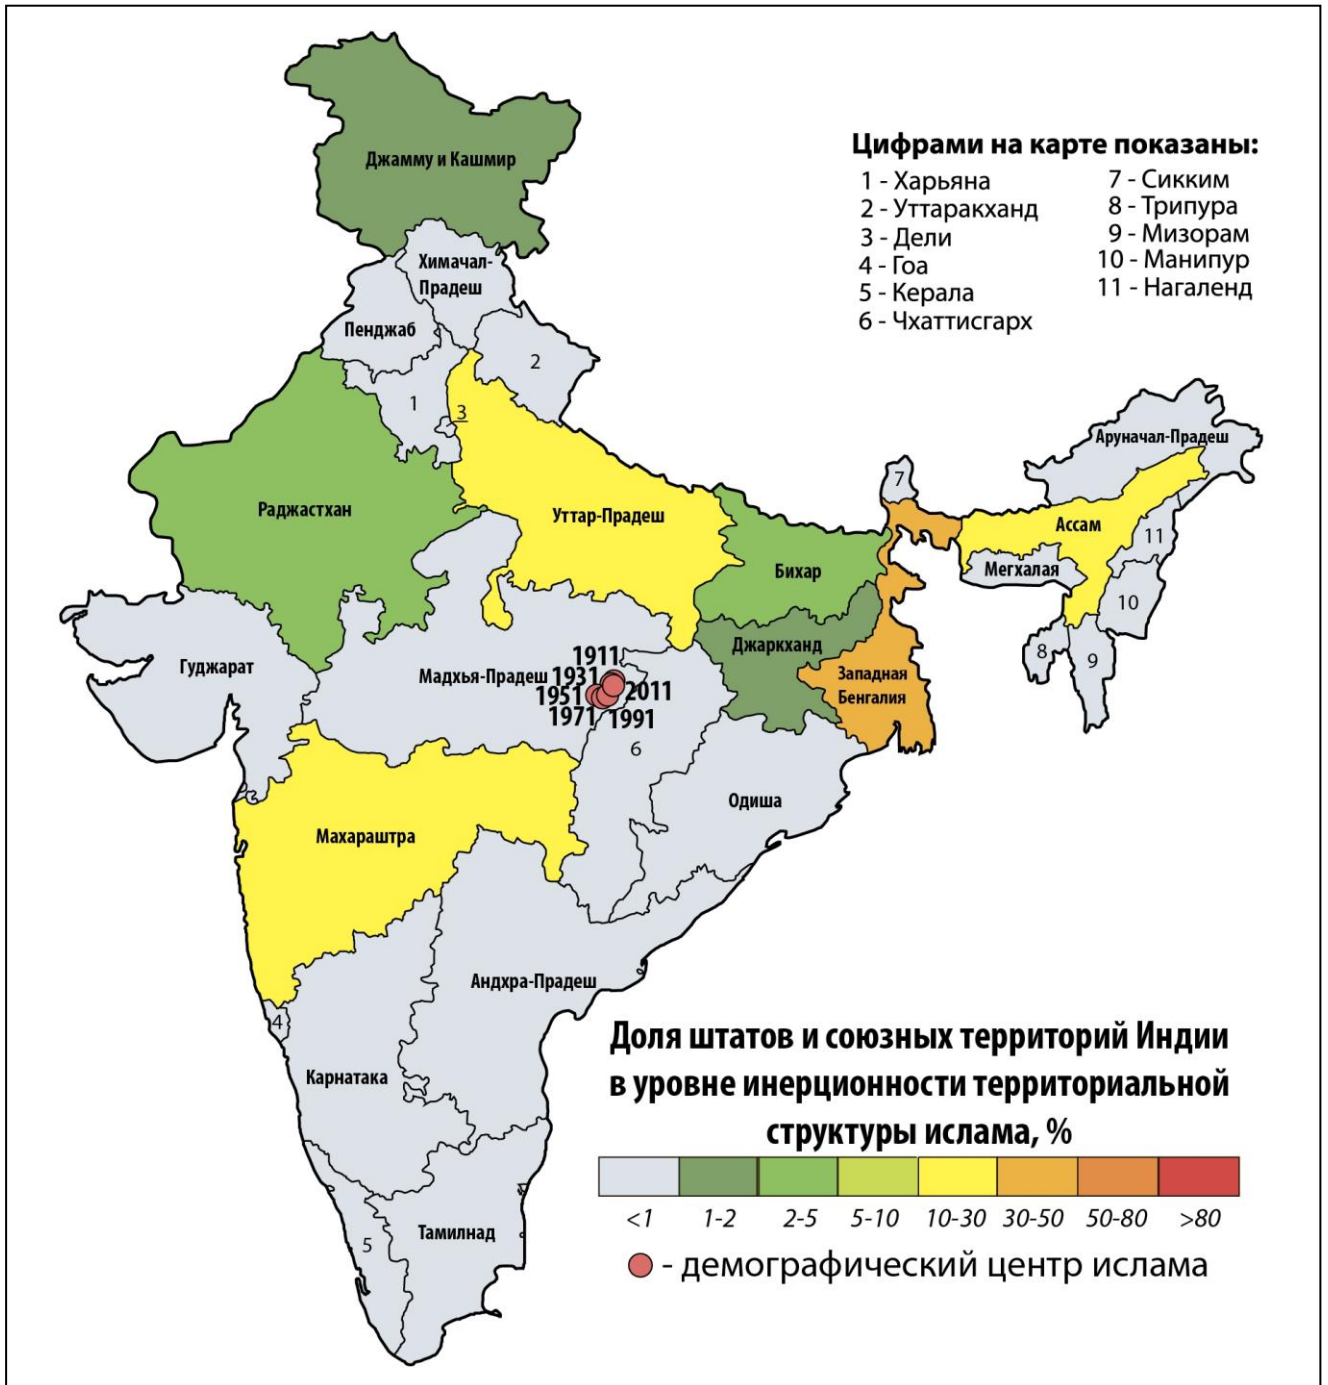 Цифрами на карте показаны:
1 - Харьяна
2 - Уттаракханд
3 - Дели
4 - Гоа
5 - Керала
6 - Чхаттисгарх
7 - Сикким
8 - Трипура
9 - Мизорам
10 - Манипур
11 - Нагаленд
Джамму и Кашмир
Химачал-
Прадеш
Пенджаб
2
1
3
Аруначал-Прадеш
7
Раджастхан
Уттар-Прадеш
Ассам
11
Бихар
Мегхалая
10
Джаркханд
8
9
Гуджарат
Мадхья-Прадеш
1911
1931
1951
2011
1971
1991
Западная
Бенгалия
6
Одиша
Махараштра
Андхра-Прадеш
4
Карнатака
5
Тамилнад
Доля штатов и союзных территорий Индии
в уровне инерционности территориальной
структуры ислама, %
<1 1-2 2-5 5-10 10-30 30-50 50-80 >80
- демографический центр ислама